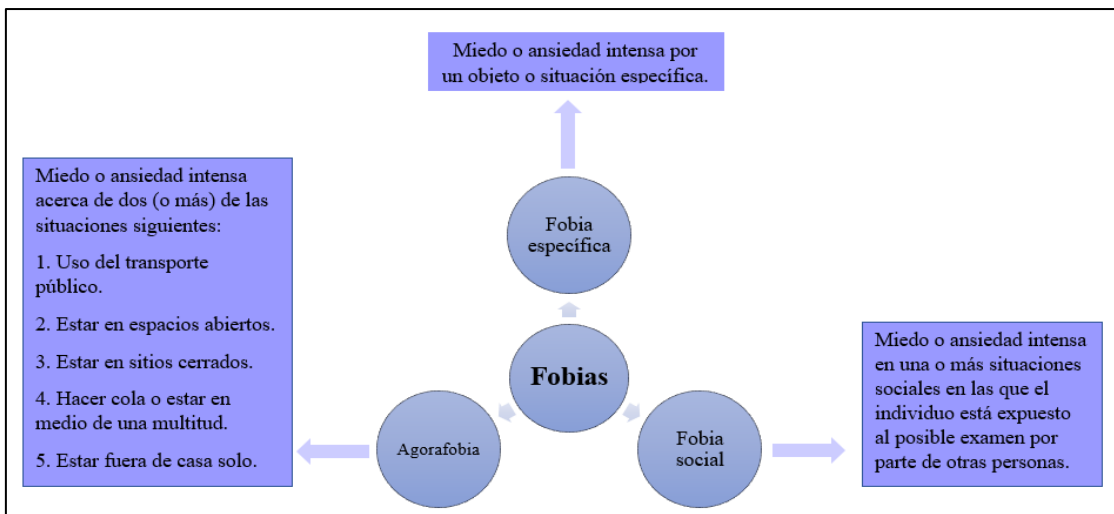 Miedo o ansiedad intensa por
un objeto o situación específica.
Miedo o ansiedad intensa
acerca de dos (o más) de las
situaciones siguientes:
1. Uso del transporte
público.
2. Estar en espacios abiertos.
3. Estar en sitios cerrados.
4. Hacer cola o estar en
medio de una multitud.
5. Estar fuera de casa solo.
Fobia
específica
Fobias
Agorafobia
Fobia
social
Miedo o ansiedad intensa
en una o más situaciones
sociales en las que el
individuo está expuesto
al posible examen por
parte de otras personas.